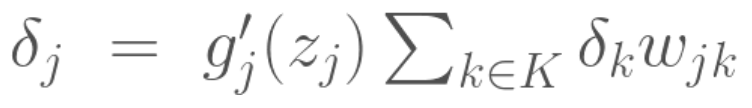 δ_j = g′_j(z_j) ∑_{k∈K} δ_k w_{jk}